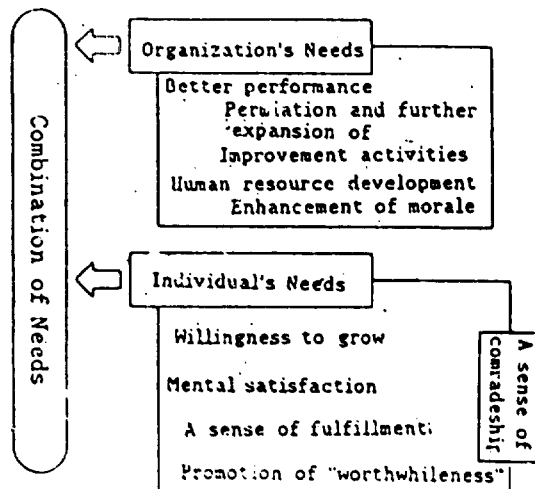 Combination of Needs
Organization's Needs
Better performance
Permiation and further
expansion of
Improvement activities
Human resource development
Enhancement of morale
Individual's Needs
Willingness to grow
Mental satisfaction
A sense of fulfillment
Promotion of "worthwhileness"
A sense of
comradeship